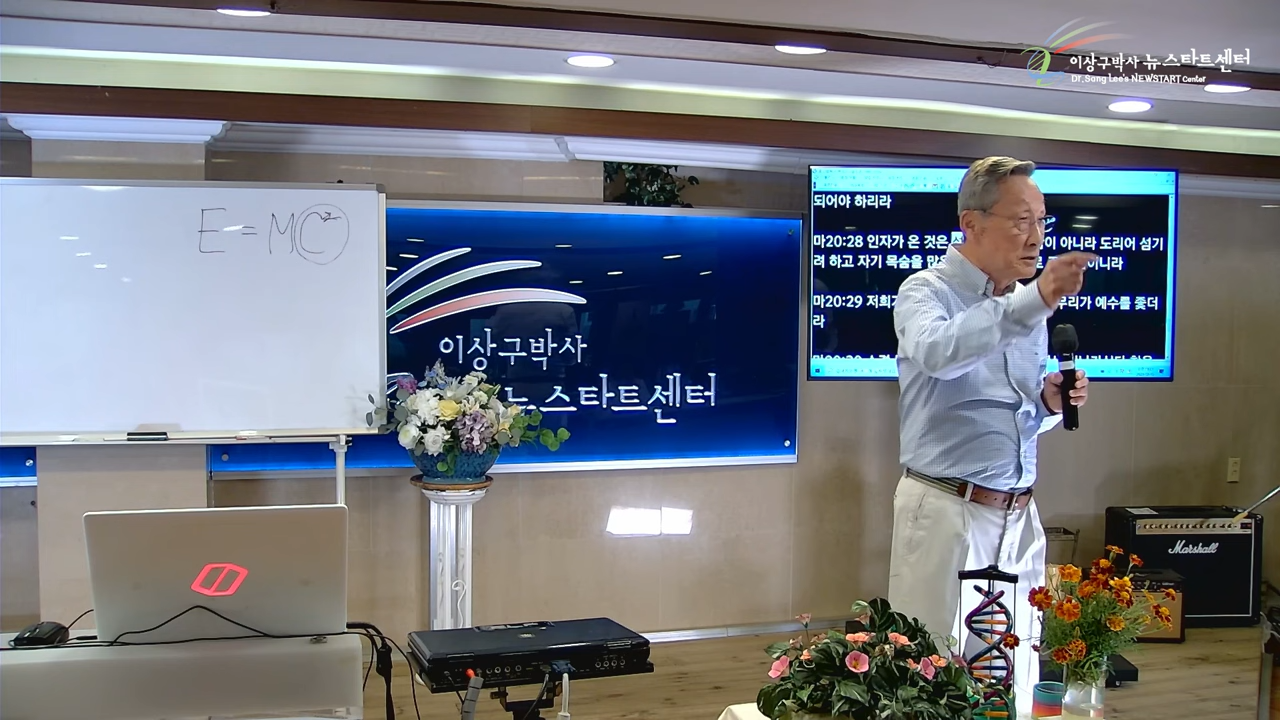 이상구박사 뉴스타트센터
Dr. Sang Lee's NEWSTART Center
E = MC²
이상구박사
뉴스타트센터
되어야 하리라
마20:28 인자가 온 것은 이 아니라 도리어 섬기
려 하고 자기 목숨을 많은 이니라
마20:29 저희가 우리가 예수를 좇더
라
Marshall